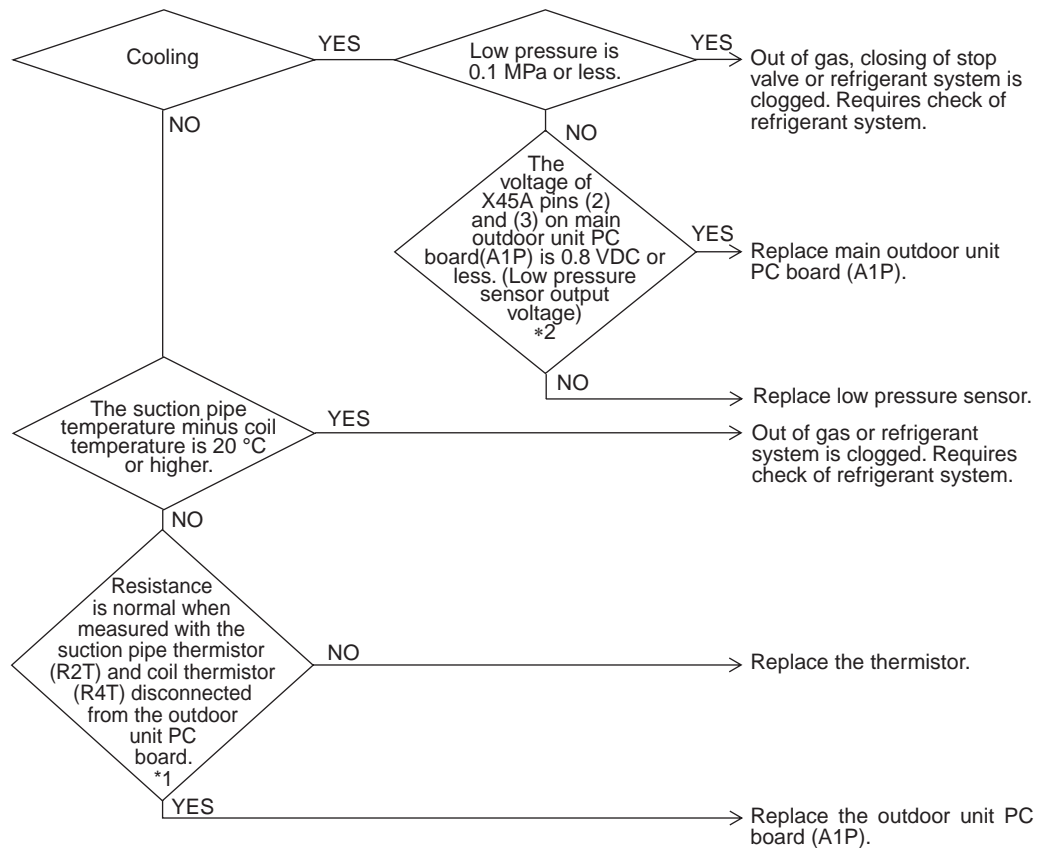 Cooling
YES
Low pressure is
0.1 MPa or less.
YES
Out of gas, closing of stop
valve or refrigerant system is
clogged. Requires check of
refrigerant system.
NO
NO
The
voltage of
X45A pins (2)
and (3) on main
outdoor unit PC
board(A1P) is 0.8 VDC or
less. (Low pressure
sensor output
voltage)
*2
YES
Replace main outdoor unit
PC board (A1P).
NO
Replace low pressure sensor.
The suction pipe
temperature minus coil
temperature is 20 °C
or higher.
YES
Out of gas or refrigerant
system is clogged. Requires
check of refrigerant system.
NO
Resistance
is normal when
measured with the
suction pipe thermistor
(R2T) and coil thermistor
(R4T) disconnected
from the outdoor
unit PC
board.
*1
NO
Replace the thermistor.
YES
Replace the outdoor unit PC
board (A1P).